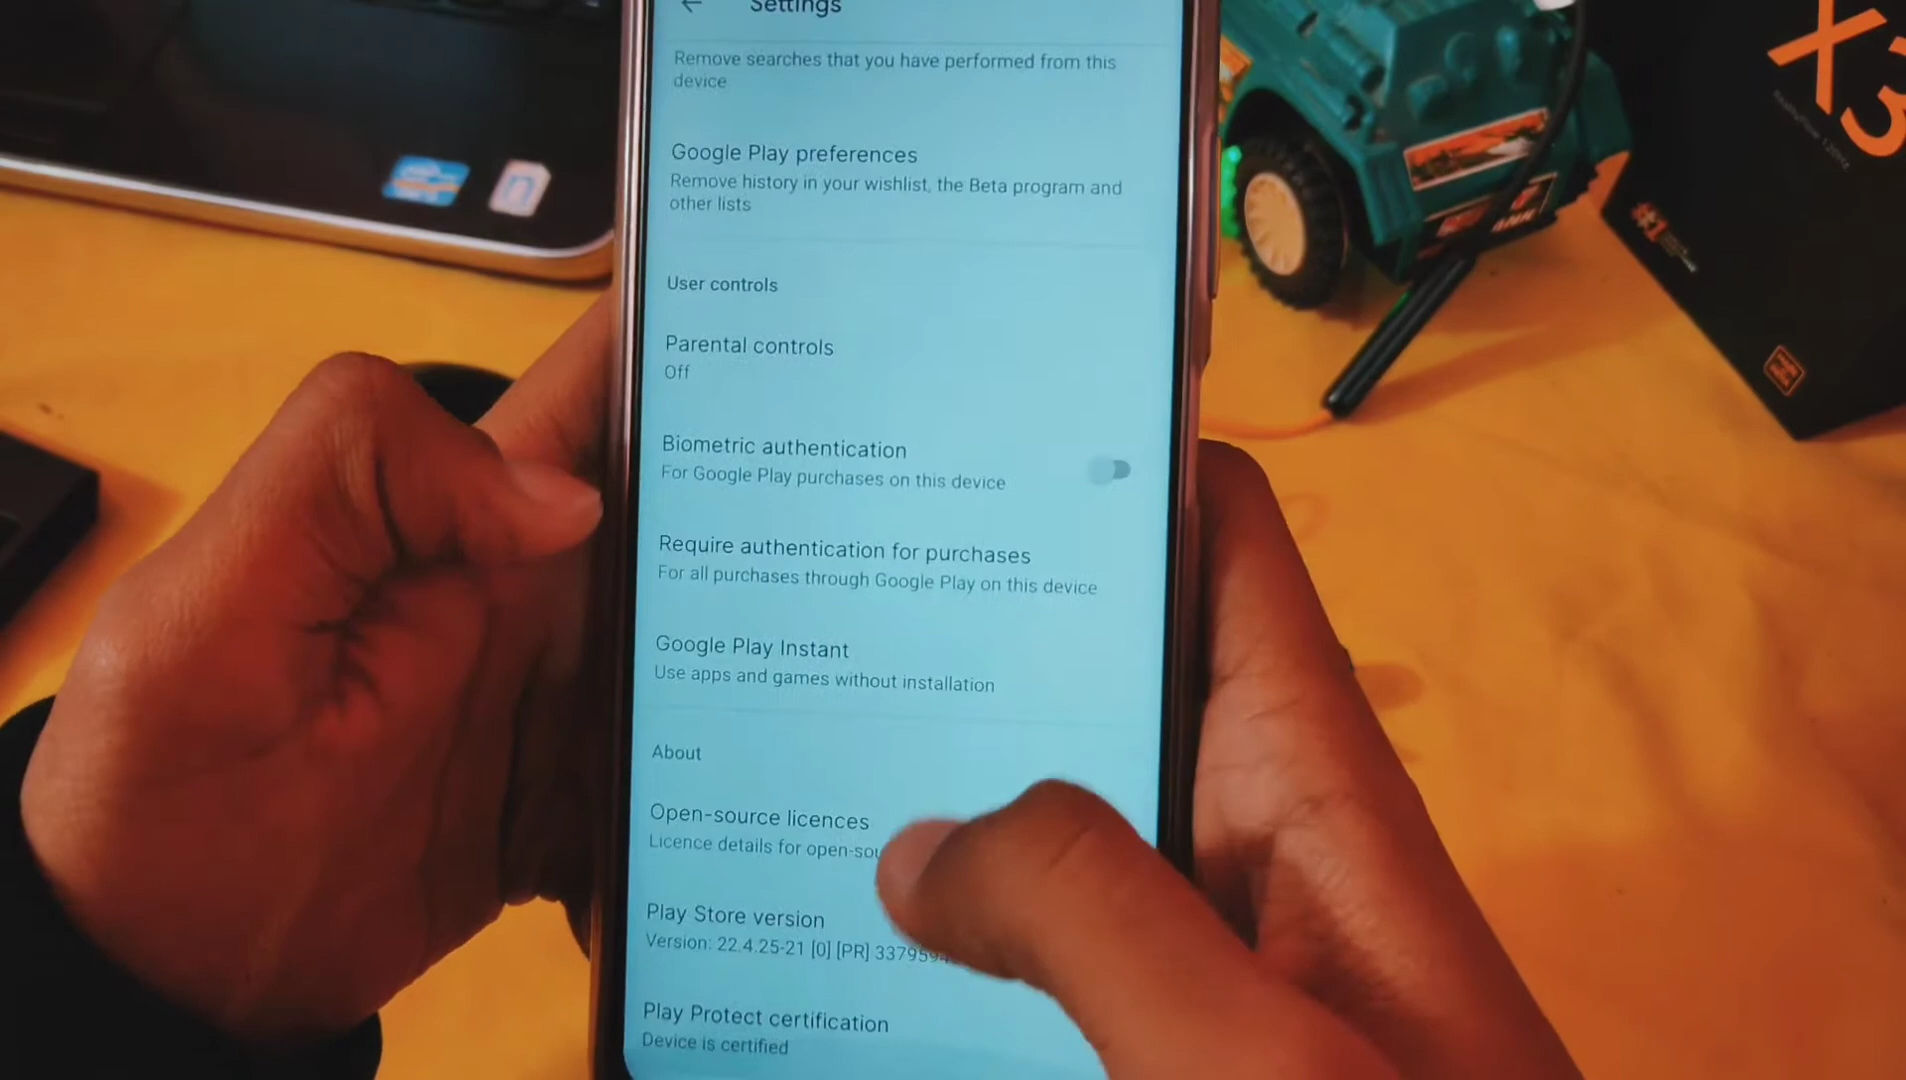 Settings
Remove searches that you have performed from this
device
Google Play preferences
Remove history in your wishlist, the Beta program and
other lists
User controls
Parental controls
Off
Biometric authentication
For Google Play purchases on this device
Require authentication for purchases
For all purchases through Google Play on this device
Google Play Instant
Use apps and games without installation
About
Open-source licences
Licence details for open-sou
Play Store version
Version: 22.4.25-21 [0] [PR] 337959
Play Protect certification
Device is certified
X3
#1